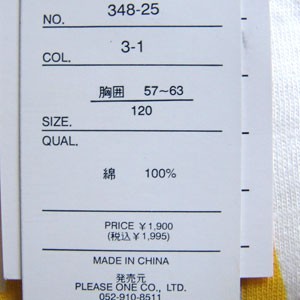 NO. 348-25
COL. 3-1
胸囲 57～63
SIZE. 120
QUAL.
綿 100%
PRICE ¥1,900
(税込¥1,995)
MADE IN CHINA
発売元
PLEASE ONE CO., LTD.
052-910-8511